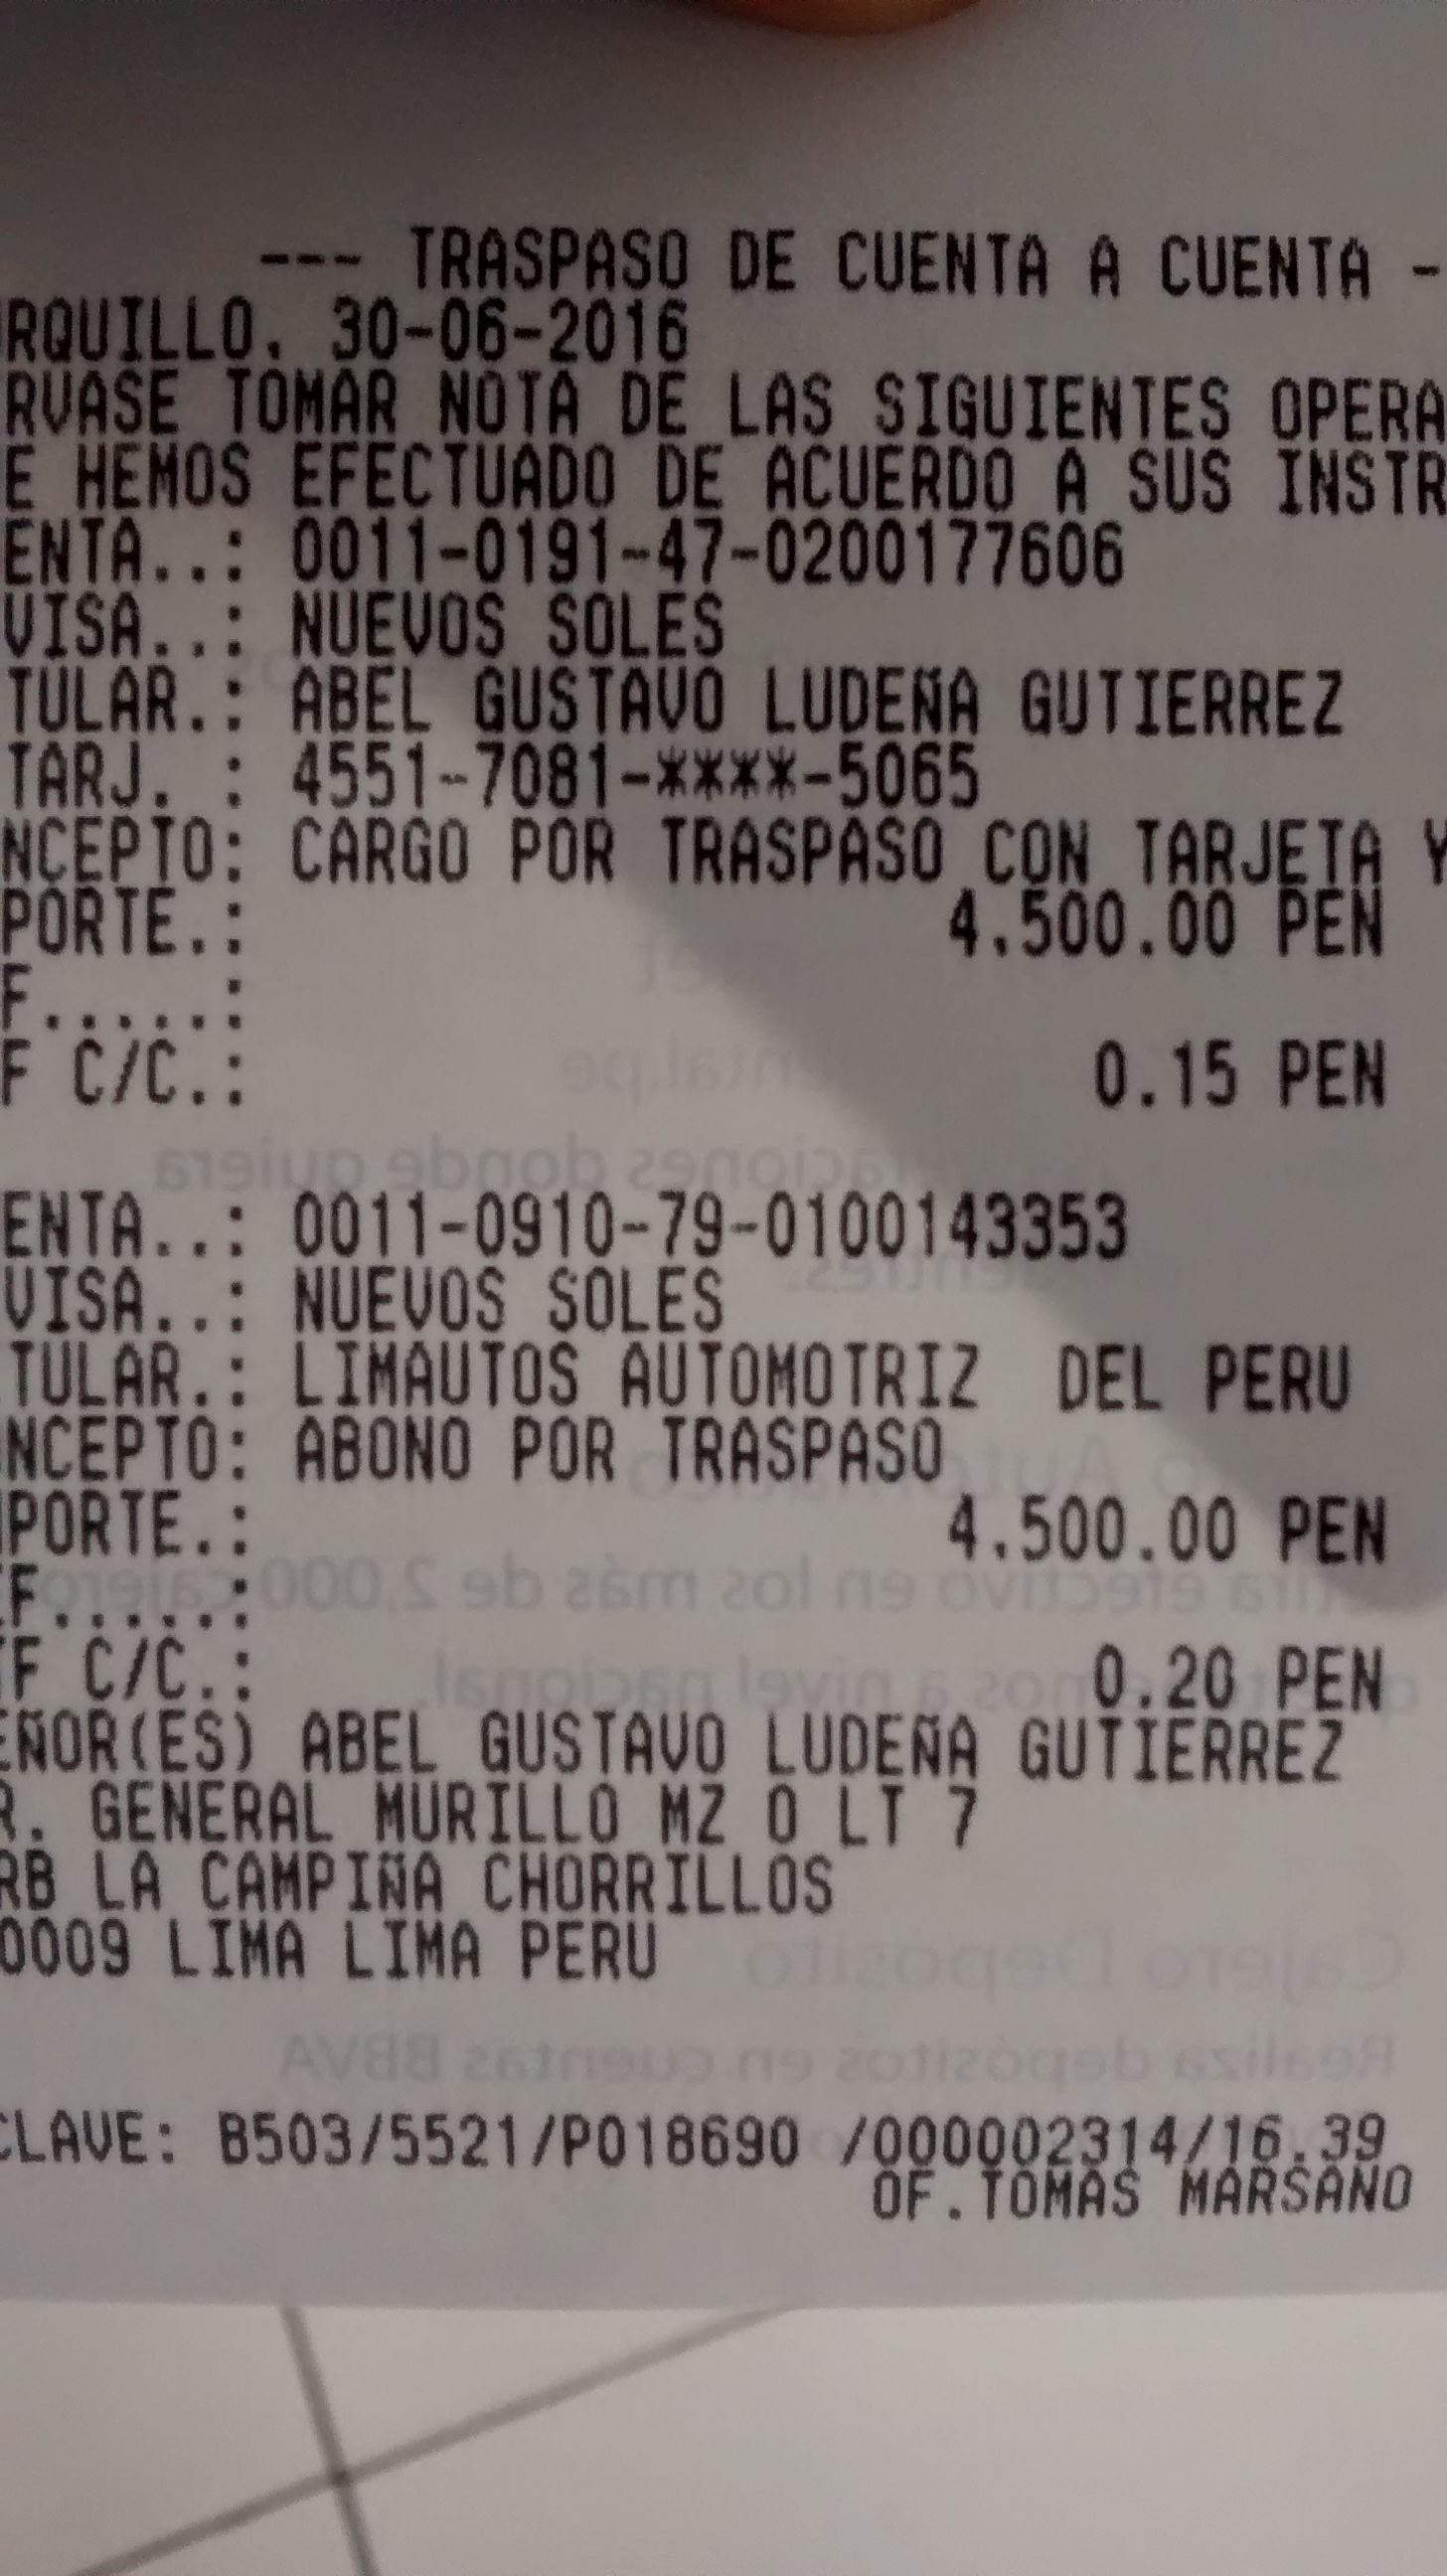 --- TRASPASO DE CUENTA A CUENTA -
RQUILLO. 30-06-2016
RVASE TOMAR NOTA DE LAS SIGUIENTES OPERA
E HEMOS EFECTUADO DE ACUERDO A SUS INSTR
ENTA..: 0011-0191-47-0200177606
VISA..: NUEVOS SOLES
TULAR.: ABEL GUSTAVO LUDEÑA GUTIERREZ
TARJ. : 4551-7081-****-5065
NCEPTO: CARGO POR TRASPASO CON TARJETA Y
PORTE.: 4.500.00 PEN
F.....:
F C/C.: 0.15 PEN
ENTA..: 0011-0910-79-0100143353
VISA..: NUEVOS SOLES
TULAR.: LIMAUTOS AUTOMOTRIZ  DEL PERU
NCEPTO: ABONO POR TRASPASO
PORTE.: 4.500.00 PEN
F.....:
F C/C.: 0.20 PEN
EÑOR(ES) ABEL GUSTAVO LUDEÑA GUTIERREZ
R. GENERAL MURILLO MZ O LT 7
RB LA CAMPIÑA CHORRILLOS
0009 LIMA LIMA PERU
CLAVE: B503/5521/P018690 /000002314/16.39
OF.TOMAS MARSANO